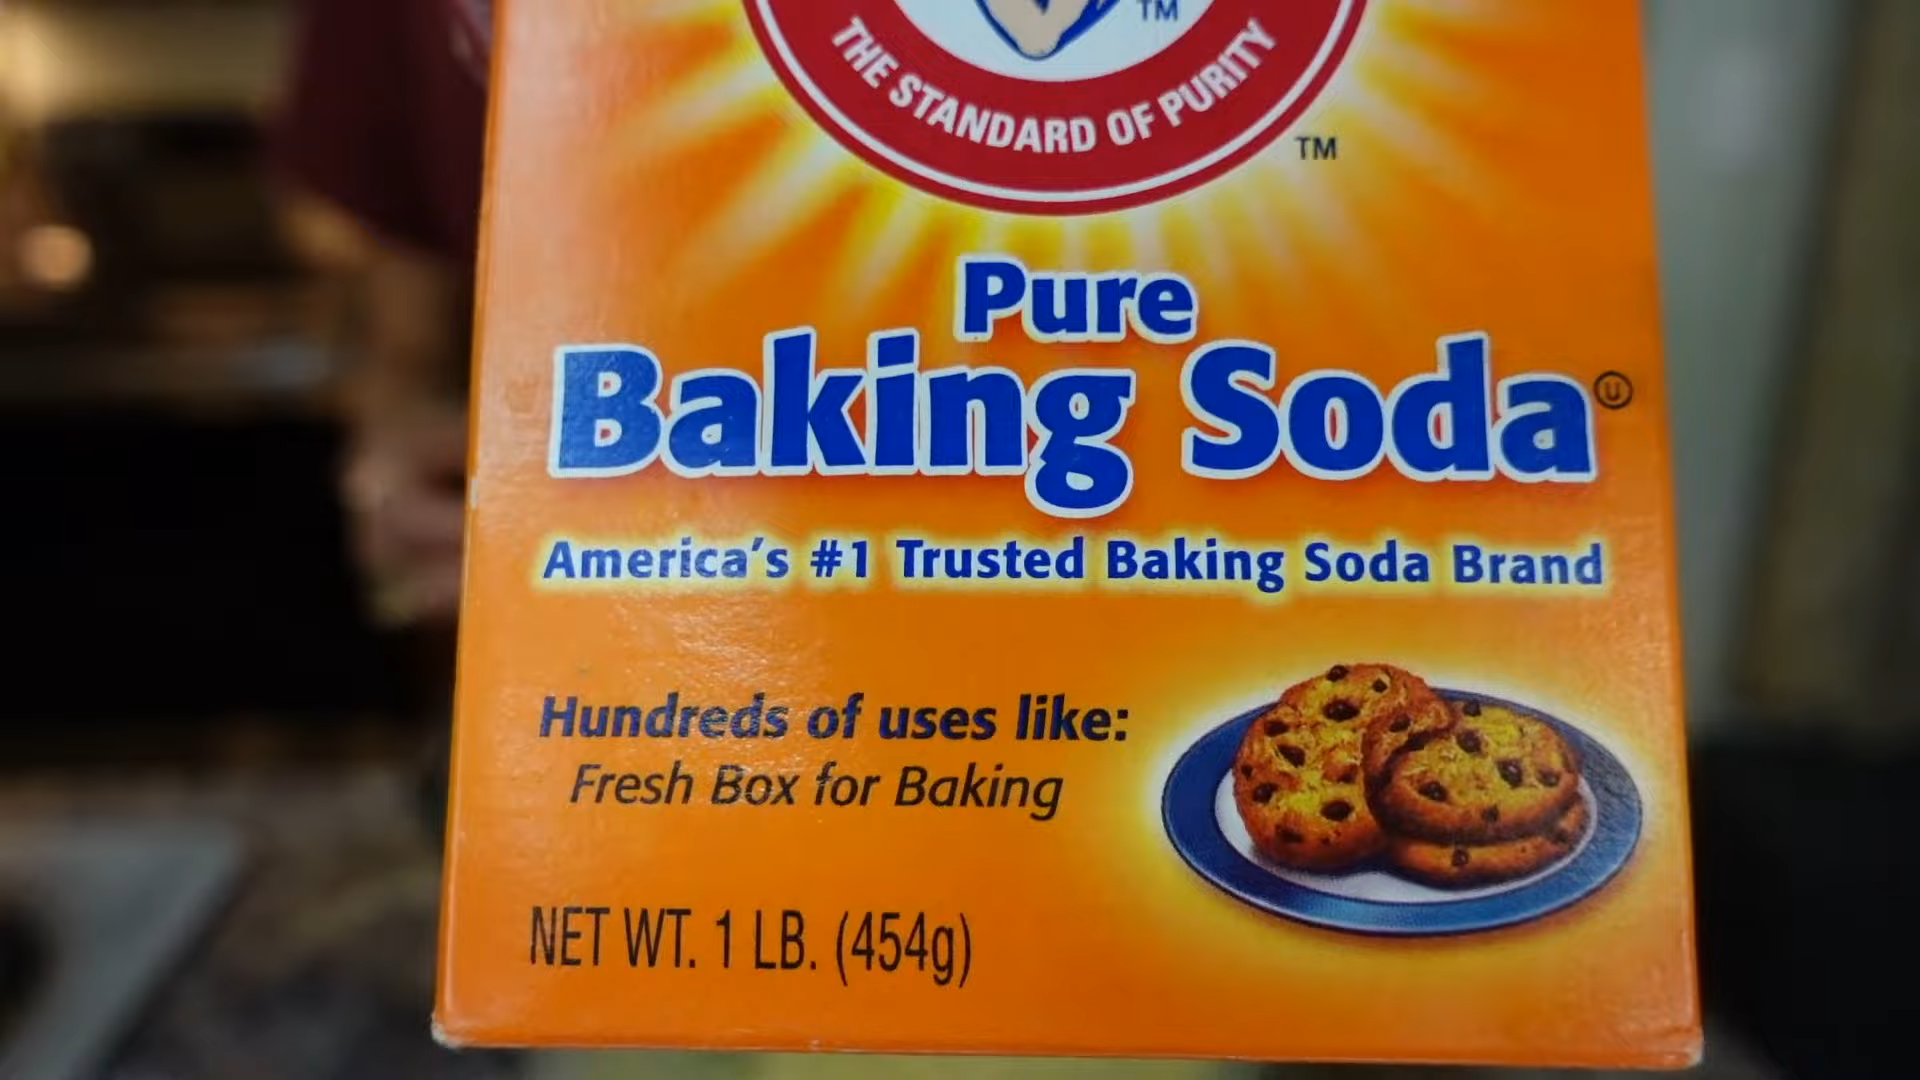 TM
THE STANDARD OF PURITY
TM
Pure
Baking Soda Ⓤ
America's #1 Trusted Baking Soda Brand
Hundreds of uses like:
Fresh Box for Baking
NET WT. 1 LB. (454g)